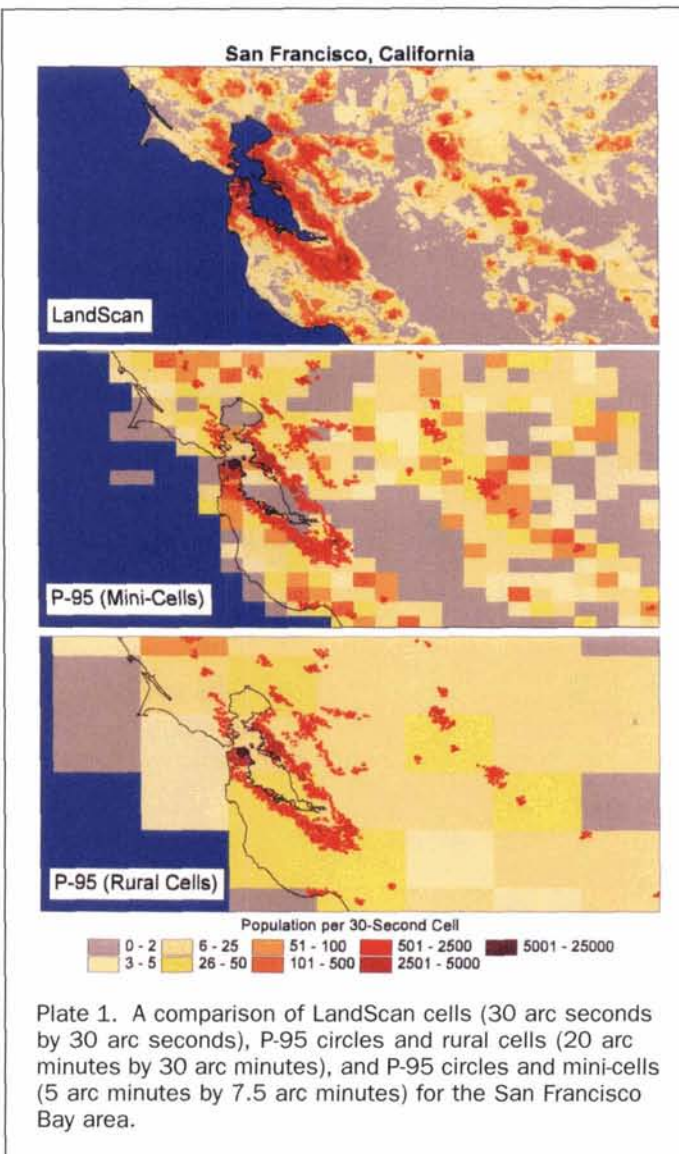 San Francisco, California
LandScan
P-95 (Mini-Cells)
P-95 (Rural Cells)
Population per 30-Second Cell
0 - 2 6 - 25 51 - 100 501 - 2500 5001 - 25000
3 - 5 26 - 50 101 - 500 2501 - 5000
Plate 1. A comparison of LandScan cells (30 arc seconds
by 30 arc seconds), P-95 circles and rural cells (20 arc
minutes by 30 arc minutes), and P-95 circles and mini-cells
(5 arc minutes by 7.5 arc minutes) for the San Francisco
Bay area.